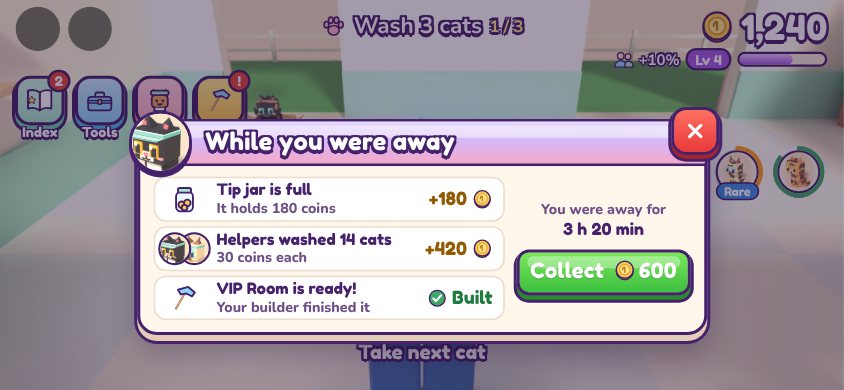 Wash 3 cats 1/3
1,240
+10% Lv 4
2
!
Index
Tools
While you were away
Tip jar is full
It holds 180 coins
+180
Helpers washed 14 cats
30 coins each
+420
VIP Room is ready!
Your builder finished it
Built
You were away for
3 h 20 min
Collect 600
Rare
Take next cat